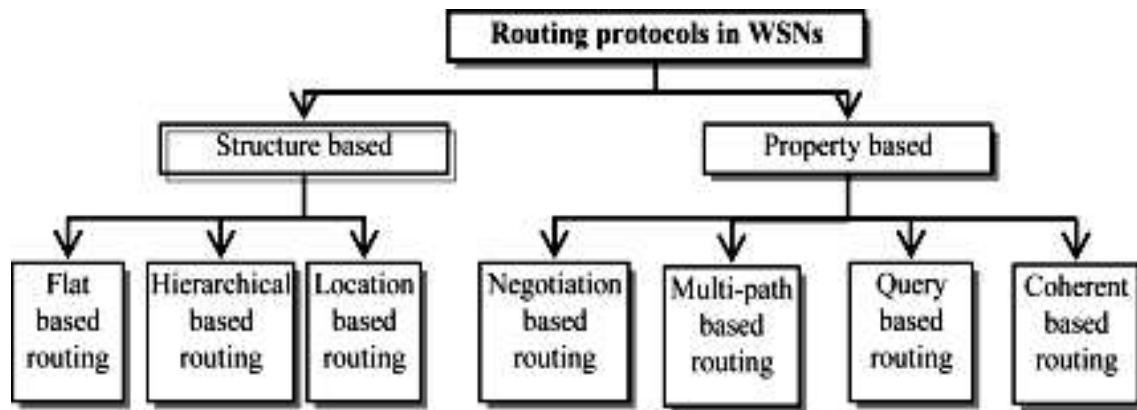 Routing protocols in WSNs
Structure based
Property based
Flat
based
routing
Hierarchical
based
routing
Location
based
routing
Negotiation
based
routing
Multi-path
based
routing
Query
based
routing
Coherent
based
routing